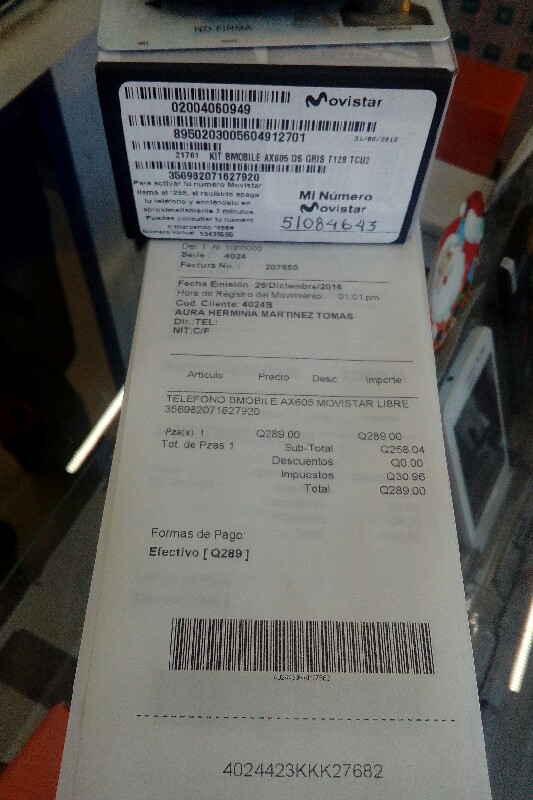 NO FIRMA
Movistar
02004060949
8950203005604912701
31/08/2016
21761 KIT BMOBILE AX605 DS GRIS T128 TCU2
356982071627920
Para activar tu número Movistar
llama al *255, al registrio apaga
tu teléfono y enciéndelo en
aproximadamente 2 minutos.
Puedes consultar tu número
o marcando
Número Virtual:
Mi Número
Movistar
51084643
Del 1 Al 1000000
Serie: 4024
Factura No.: 207650
Fecha Emisión 26/Diciembre/2016
Hora de Registro del Movimiento 01:01 pm
Cod. Cliente: 4024B
AURA HERMINIA MARTINEZ TOMAS
Dir.:TEL:
NIT:C/F
Articulo Precio Desc Importe
TELEFONO BMOBILE AX605 MOVISTAR LIBRE
356982071627920
Pza(s) 1 Q289.00 Q289.00
Tot. de Pzas 1 Sub-Total Q258.04
Descuentos Q0.00
Impuestos Q30.96
Total Q289.00
Formas de Pago:
Efectivo [ Q289 ]
4024423KKK27682
4024423KKK27682